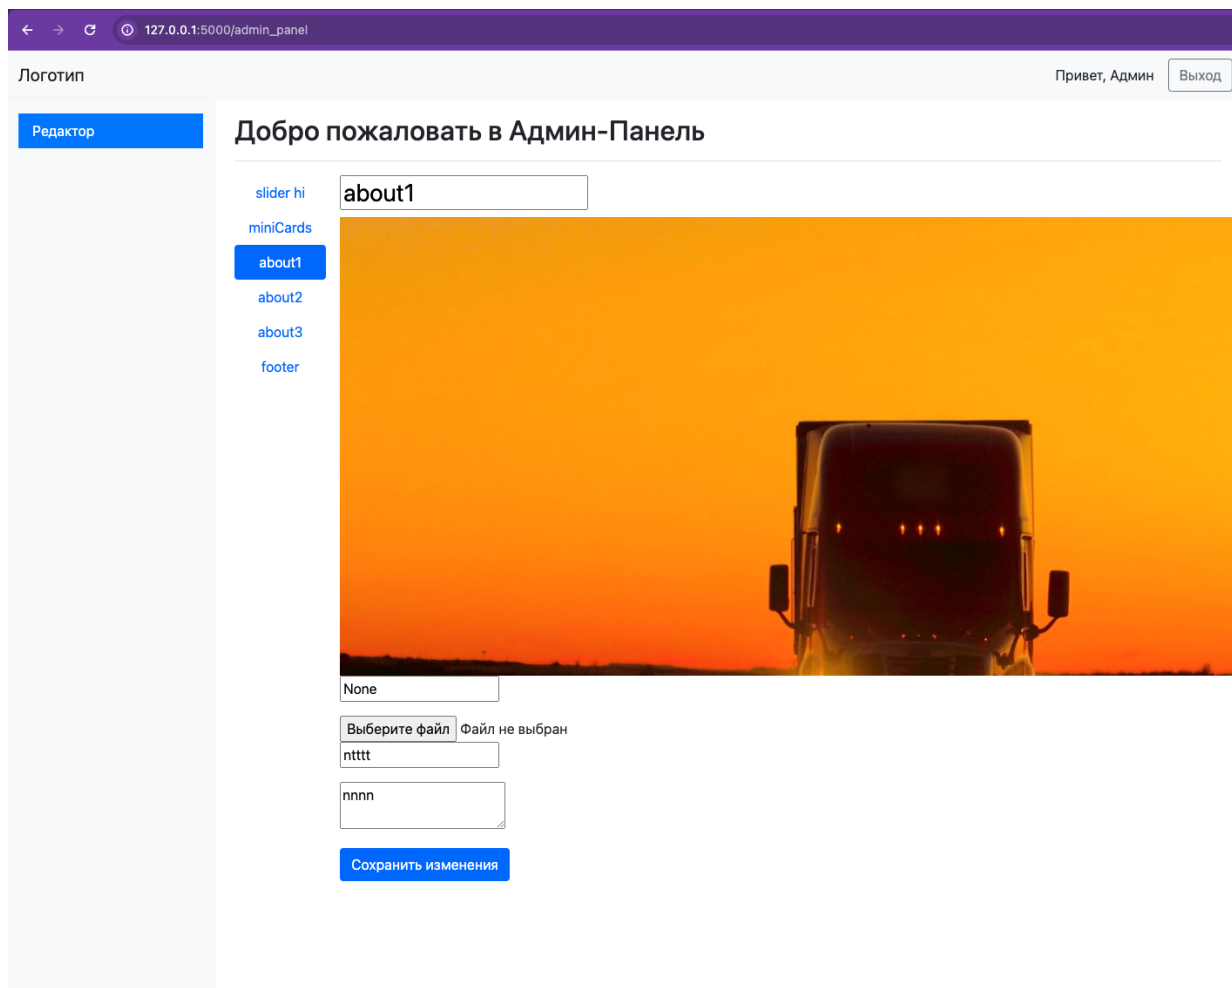 127.0.0.1:5000/admin_panel
Логотип
Привет, Админ
Выход
Редактор
Добро пожаловать в Админ-Панель
slider hi
miniCards
about1
about2
about3
footer
about1
None
Выберите файл Файл не выбран
ntttt
nnnn
Сохранить изменения